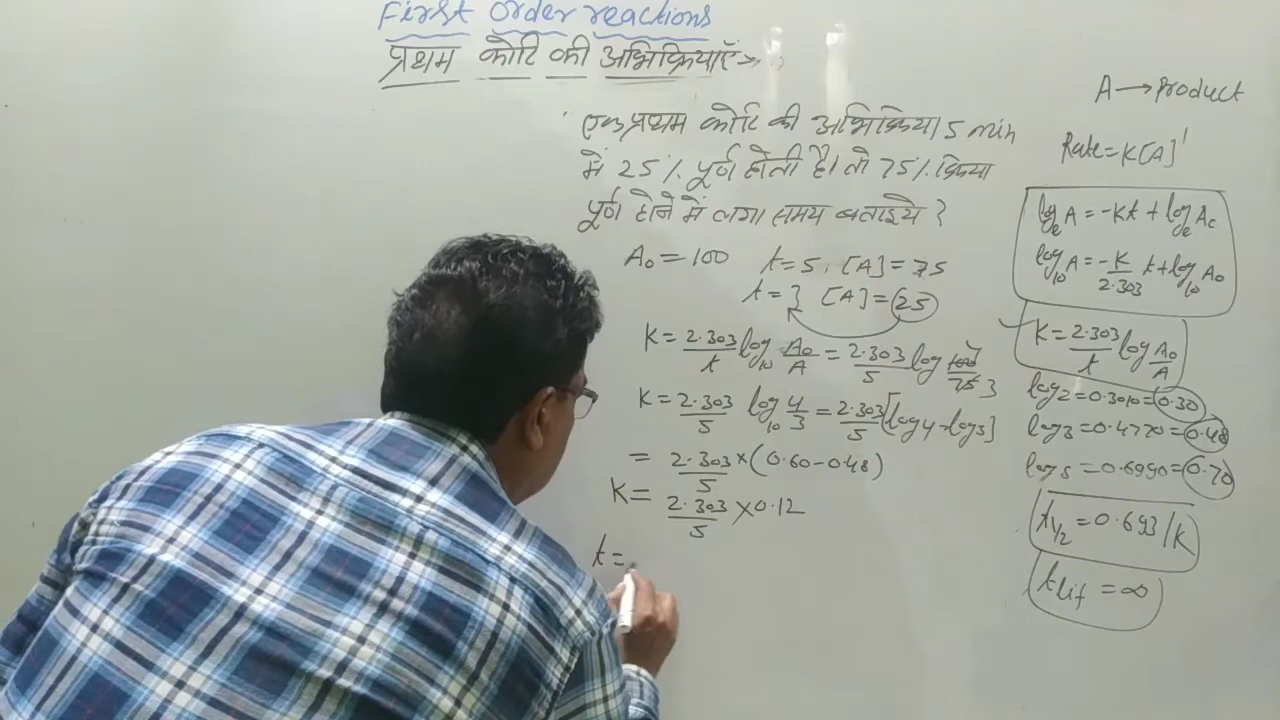 First Order reactions
प्रथम कोटि की अभिक्रियाएँ
एक प्रथम कोटि की अभिक्रिया 5 min
में 25% पूर्ण होती है। तो 75% क्रिया
पूर्ण होने में लगा समय बताइये ?
A₀ = 100 t = 5, [A] = 75
t = ? [A] = 25
K = 2.303/t log₁₀ A₀/A = 2.303/5 log 100/75
K = 2.303/5 log₁₀ 4/3 = 2.303/5 [log4 - log3]
= 2.303/5 × (0.60 - 0.48)
K = 2.303/5 × 0.12
t =
A → Product
Rate = K[A]¹
logₑ A = -Kt + logₑ A₀
log₁₀ A = -K/2.303 t + log₁₀ A₀
K = 2.303/t log A₀/A
log2 = 0.3010 = 0.30
log3 = 0.4770 = 0.48
log5 = 0.6990 = 0.70
t₁/₂ = 0.693/K
t lif = ∞